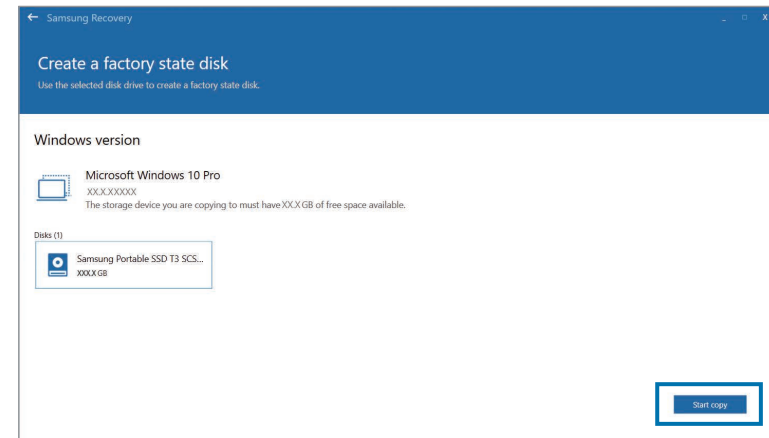 Samsung Recovery
Create a factory state disk
Use the selected disk drive to create a factory state disk.
Windows version
Microsoft Windows 10 Pro
XX.X.XXXXX
The storage device you are copying to must have XX.X GB of free space available.
Disks (1)
Samsung Portable SSD T3 SCS...
XXX.X GB
Start copy